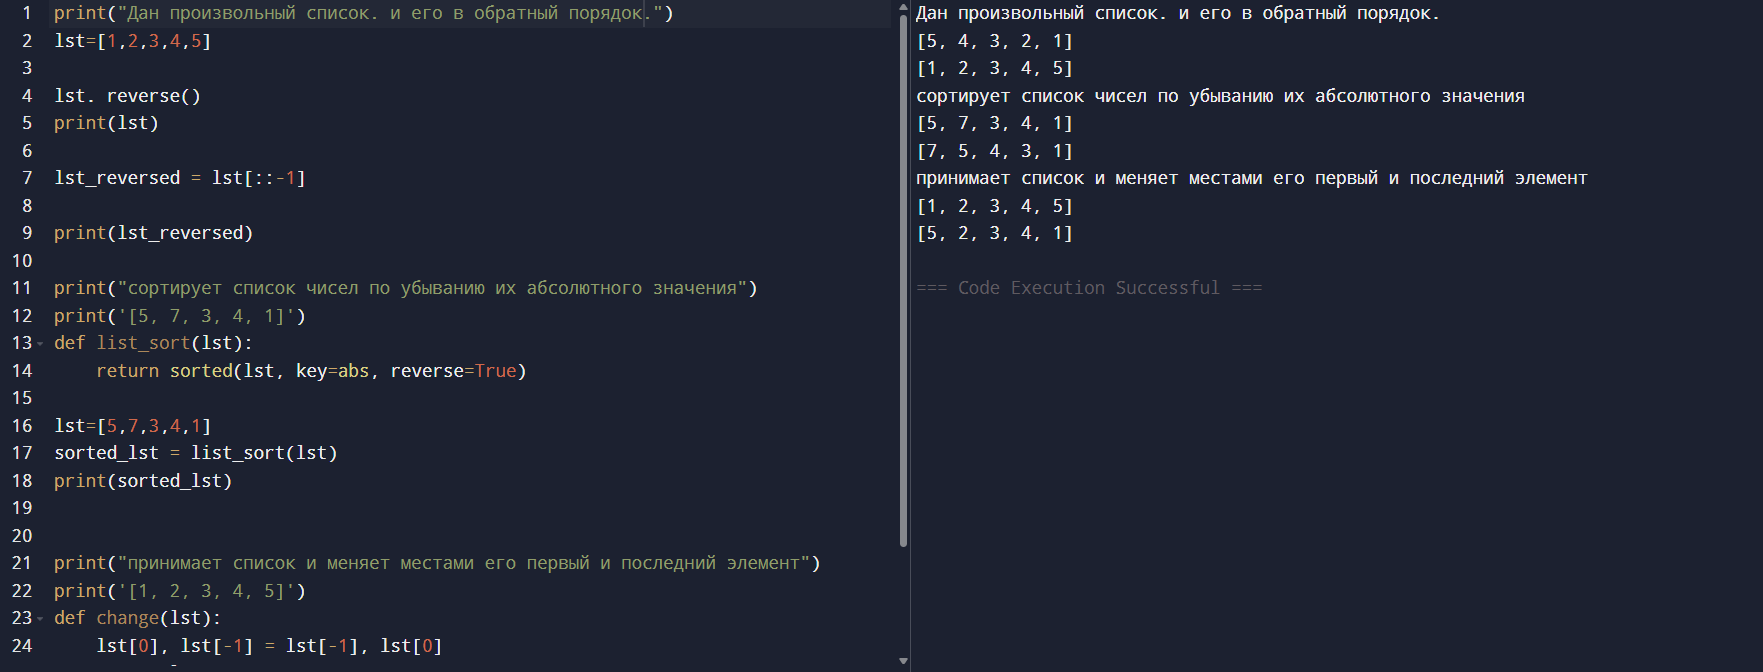 1 print("Дан произвольный список. и его в обратный порядок.")
2 lst=[1,2,3,4,5]
3
4 lst. reverse()
5 print(lst)
6
7 lst_reversed = lst[::-1]
8
9 print(lst_reversed)
10
11 print("сортирует список чисел по убыванию их абсолютного значения")
12 print('[5, 7, 3, 4, 1]')
13 def list_sort(lst):
14     return sorted(lst, key=abs, reverse=True)
15
16 lst=[5,7,3,4,1]
17 sorted_lst = list_sort(lst)
18 print(sorted_lst)
19
20
21 print("принимает список и меняет местами его первый и последний элемент")
22 print('[1, 2, 3, 4, 5]')
23 def change(lst):
24     lst[0], lst[-1] = lst[-1], lst[0]
Дан произвольный список. и его в обратный порядок.
[5, 4, 3, 2, 1]
[1, 2, 3, 4, 5]
сортирует список чисел по убыванию их абсолютного значения
[5, 7, 3, 4, 1]
[7, 5, 4, 3, 1]
принимает список и меняет местами его первый и последний элемент
[1, 2, 3, 4, 5]
[5, 2, 3, 4, 1]
=== Code Execution Successful ===